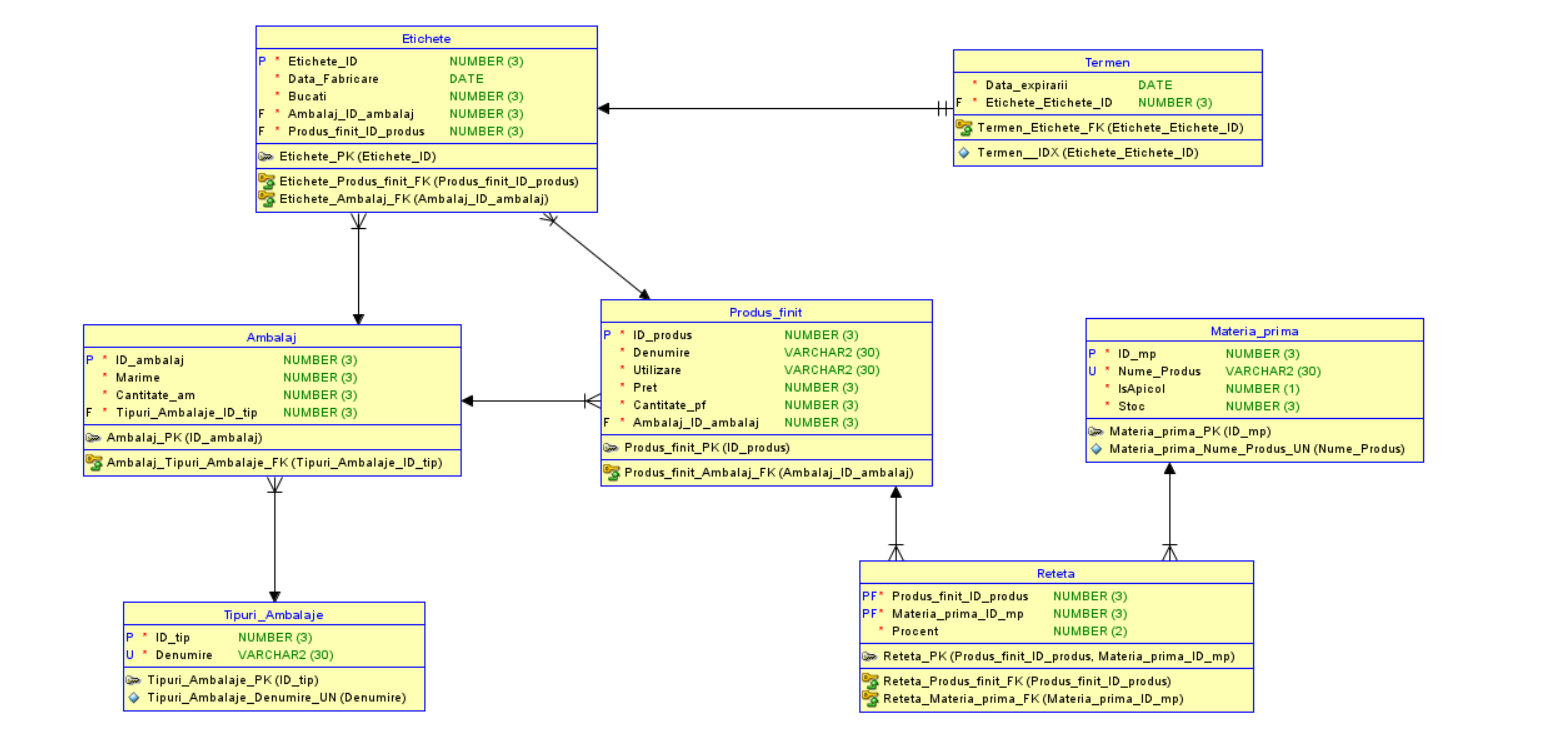 Etichete
P * Etichete_ID NUMBER (3)
* Data_Fabricare DATE
* Bucati NUMBER (3)
F * Ambalaj_ID_ambalaj NUMBER (3)
F * Produs_finit_ID_produs NUMBER (3)
Etichete_PK (Etichete_ID)
Etichete_Produs_finit_FK (Produs_finit_ID_produs)
Etichete_Ambalaj_FK (Ambalaj_ID_ambalaj)
Termen
* Data_expirarii DATE
F * Etichete_Etichete_ID NUMBER (3)
Termen_Etichete_FK (Etichete_Etichete_ID)
Termen__IDX (Etichete_Etichete_ID)
Ambalaj
P * ID_ambalaj NUMBER (3)
* Marime NUMBER (3)
* Cantitate_am NUMBER (3)
F * Tipuri_Ambalaje_ID_tip NUMBER (3)
Ambalaj_PK (ID_ambalaj)
Ambalaj_Tipuri_Ambalaje_FK (Tipuri_Ambalaje_ID_tip)
Produs_finit
P * ID_produs NUMBER (3)
* Denumire VARCHAR2 (30)
* Utilizare VARCHAR2 (30)
* Pret NUMBER (3)
* Cantitate_pf NUMBER (3)
F * Ambalaj_ID_ambalaj NUMBER (3)
Produs_finit_PK (ID_produs)
Produs_finit_Ambalaj_FK (Ambalaj_ID_ambalaj)
Materia_prima
P * ID_mp NUMBER (3)
U * Nume_Produs VARCHAR2 (30)
* IsApicol NUMBER (1)
* Stoc NUMBER (3)
Materia_prima_PK (ID_mp)
Materia_prima_Nume_Produs_UN (Nume_Produs)
Tipuri_Ambalaje
P * ID_tip NUMBER (3)
U * Denumire VARCHAR2 (30)
Tipuri_Ambalaje_PK (ID_tip)
Tipuri_Ambalaje_Denumire_UN (Denumire)
Reteta
PF* Produs_finit_ID_produs NUMBER (3)
PF* Materia_prima_ID_mp NUMBER (3)
* Procent NUMBER (2)
Reteta_PK (Produs_finit_ID_produs, Materia_prima_ID_mp)
Reteta_Produs_finit_FK (Produs_finit_ID_produs)
Reteta_Materia_prima_FK (Materia_prima_ID_mp)